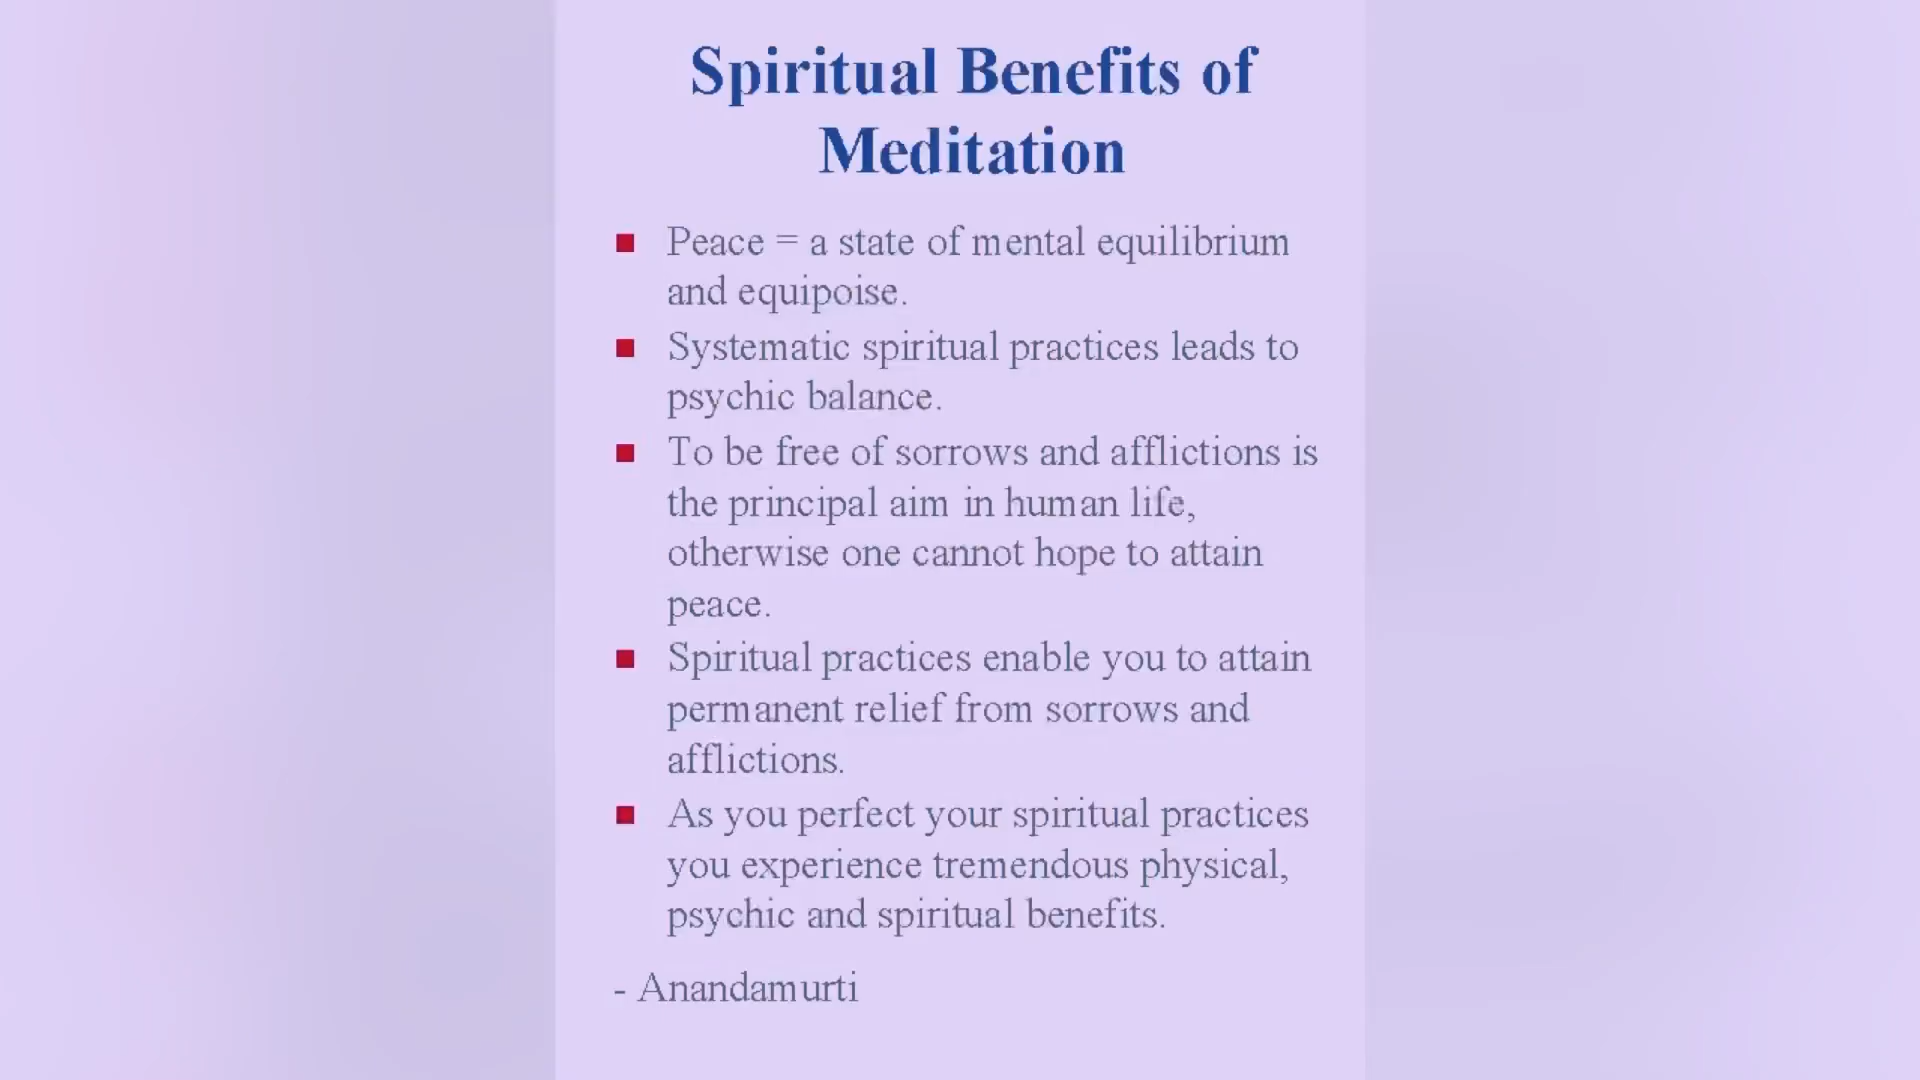 Spiritual Benefits of
Meditation
■ Peace = a state of mental equilibrium
and equipoise.
■ Systematic spiritual practices leads to
psychic balance.
■ To be free of sorrows and afflictions is
the principal aim in human life,
otherwise one cannot hope to attain
peace.
■ Spiritual practices enable you to attain
permanent relief from sorrows and
afflictions.
■ As you perfect your spiritual practices
you experience tremendous physical,
psychic and spiritual benefits.
- Anandamurti